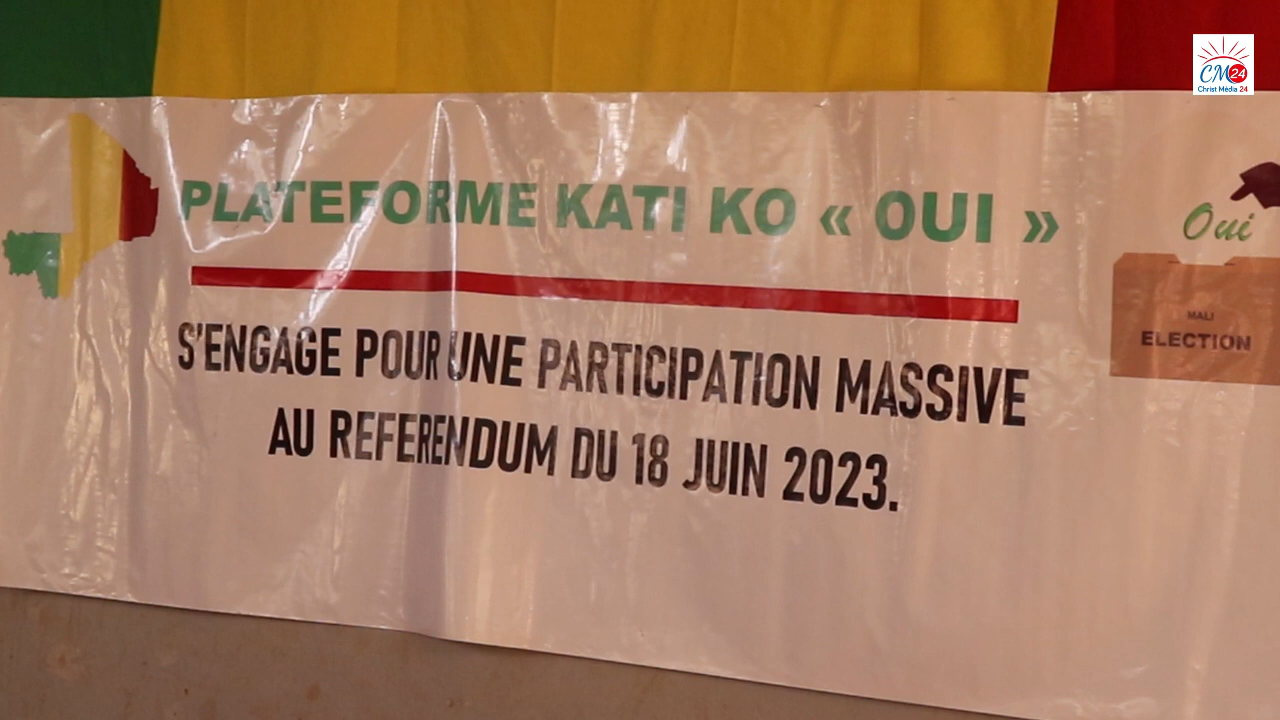 CM24
Christ Média 24
PLATEFORME KATI KO « OUI »
S'ENGAGE POUR UNE PARTICIPATION MASSIVE
AU REFERENDUM DU 18 JUIN 2023.
Oui
MALI
ELECTION